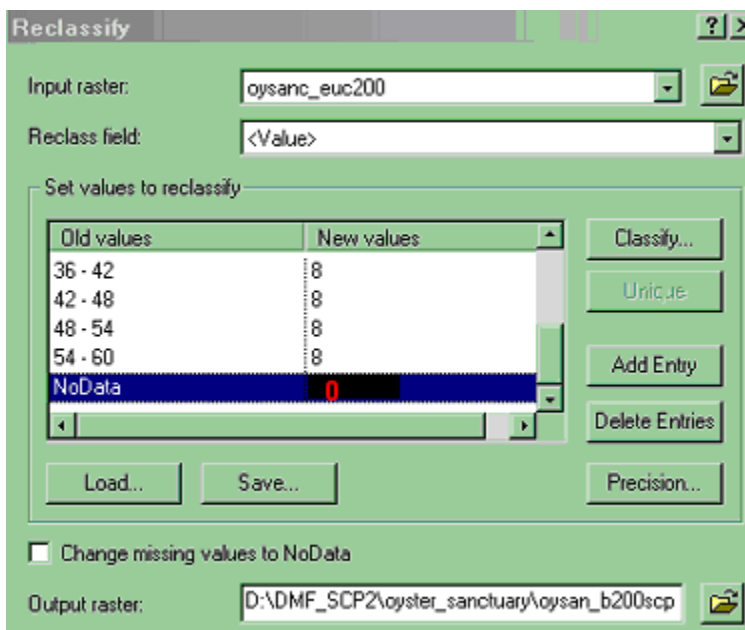 Reclassify
Input raster: oysanc_euc200
Reclass field: <Value>
Set values to reclassify
Old values New values
36 - 42 8
42 - 48 8
48 - 54 8
54 - 60 8
NoData 0
Classify...
Unique
Add Entry
Delete Entries
Load... Save... Precision...
Change missing values to NoData
Output raster: D:\DMF_SCP2\oyster_sanctuary\oysan_b200scp